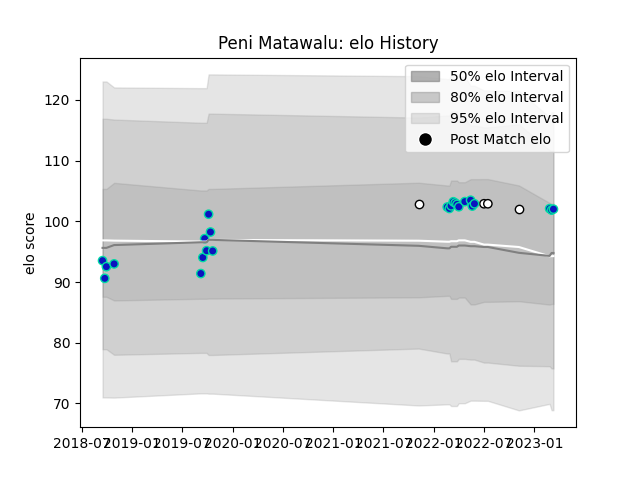 Peni Matawalu: elo History
50% elo Interval
80% elo Interval
95% elo Interval
Post Match elo
elo score
120
110
100
90
80
70
2018-07 2019-01 2019-07 2020-01 2020-07 2021-01 2021-07 2022-01 2022-07 2023-01